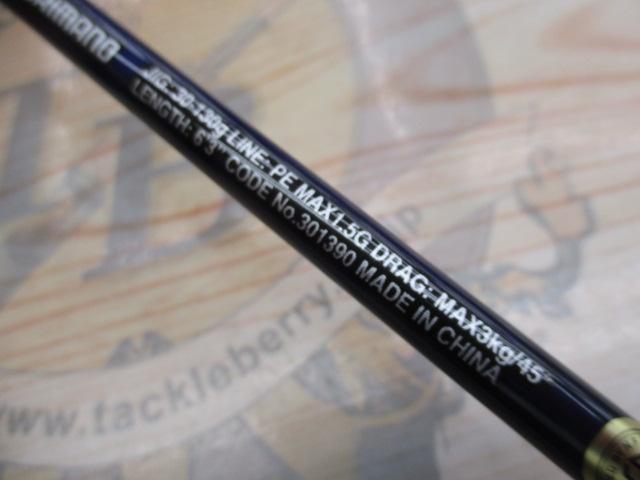 SHIMANO
JIG: 30-130g LINE: PE MAX1.5G DRAG: MAX3kg/45°
LENGTH: 6'3" CODE No.301390 MADE IN CHINA
www.tackleberry